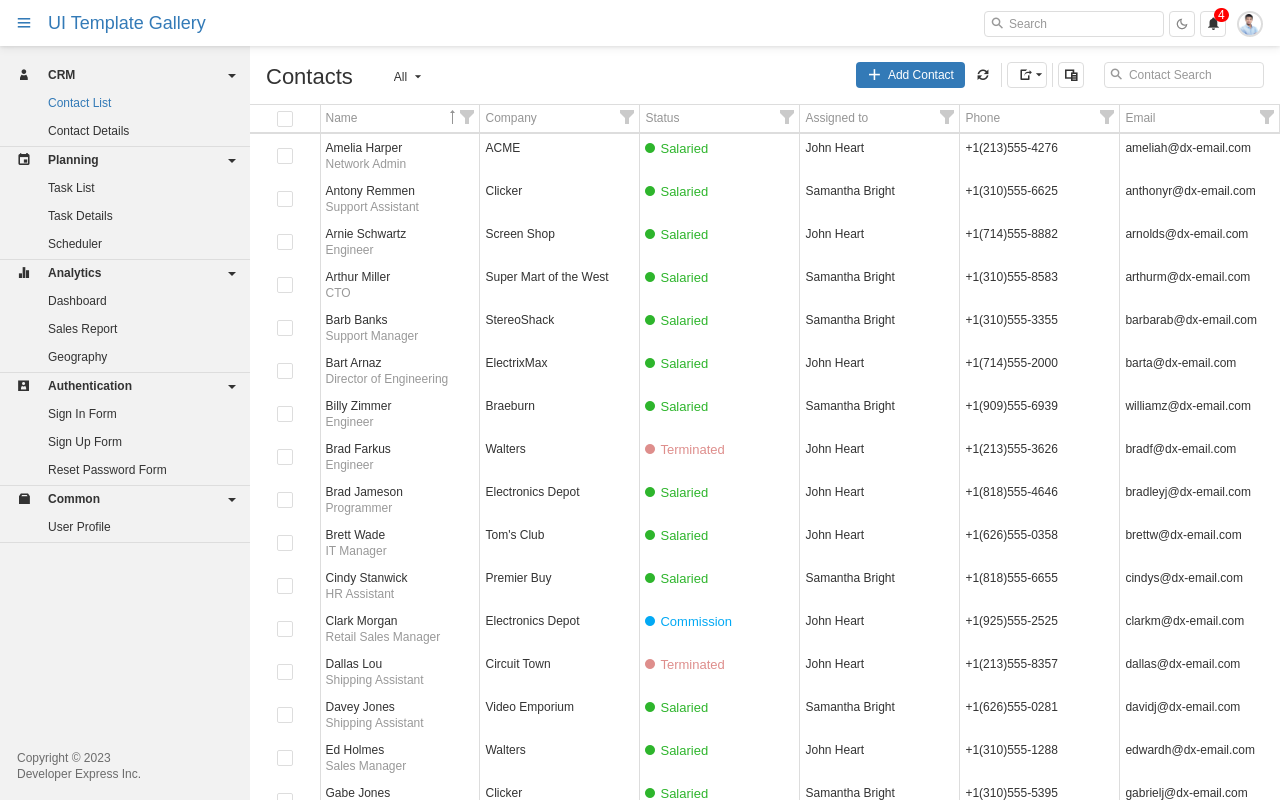 UI Template Gallery
Search
4
CRM
Contact List
Contact Details
Planning
Task List
Task Details
Scheduler
Analytics
Dashboard
Sales Report
Geography
Authentication
Sign In Form
Sign Up Form
Reset Password Form
Common
User Profile
Copyright © 2023
Developer Express Inc.
Contacts
All
Add Contact
Contact Search
Name Company Status Assigned to Phone Email
Amelia Harper ACME Salaried John Heart +1(213)555-4276 ameliah@dx-email.com
Network Admin
Antony Remmen Clicker Salaried Samantha Bright +1(310)555-6625 anthonyr@dx-email.com
Support Assistant
Arnie Schwartz Screen Shop Salaried John Heart +1(714)555-8882 arnolds@dx-email.com
Engineer
Arthur Miller Super Mart of the West Salaried Samantha Bright +1(310)555-8583 arthurm@dx-email.com
CTO
Barb Banks StereoShack Salaried Samantha Bright +1(310)555-3355 barbarab@dx-email.com
Support Manager
Bart Arnaz ElectrixMax Salaried John Heart +1(714)555-2000 barta@dx-email.com
Director of Engineering
Billy Zimmer Braeburn Salaried Samantha Bright +1(909)555-6939 williamz@dx-email.com
Engineer
Brad Farkus Walters Terminated John Heart +1(213)555-3626 bradf@dx-email.com
Engineer
Brad Jameson Electronics Depot Salaried John Heart +1(818)555-4646 bradleyj@dx-email.com
Programmer
Brett Wade Tom's Club Salaried John Heart +1(626)555-0358 brettw@dx-email.com
IT Manager
Cindy Stanwick Premier Buy Salaried Samantha Bright +1(818)555-6655 cindys@dx-email.com
HR Assistant
Clark Morgan Electronics Depot Commission John Heart +1(925)555-2525 clarkm@dx-email.com
Retail Sales Manager
Dallas Lou Circuit Town Terminated John Heart +1(213)555-8357 dallas@dx-email.com
Shipping Assistant
Davey Jones Video Emporium Salaried Samantha Bright +1(626)555-0281 davidj@dx-email.com
Shipping Assistant
Ed Holmes Walters Salaried John Heart +1(310)555-1288 edwardh@dx-email.com
Sales Manager
Gabe Jones Clicker Salaried Samantha Bright +1(310)555-5395 gabrielj@dx-email.com